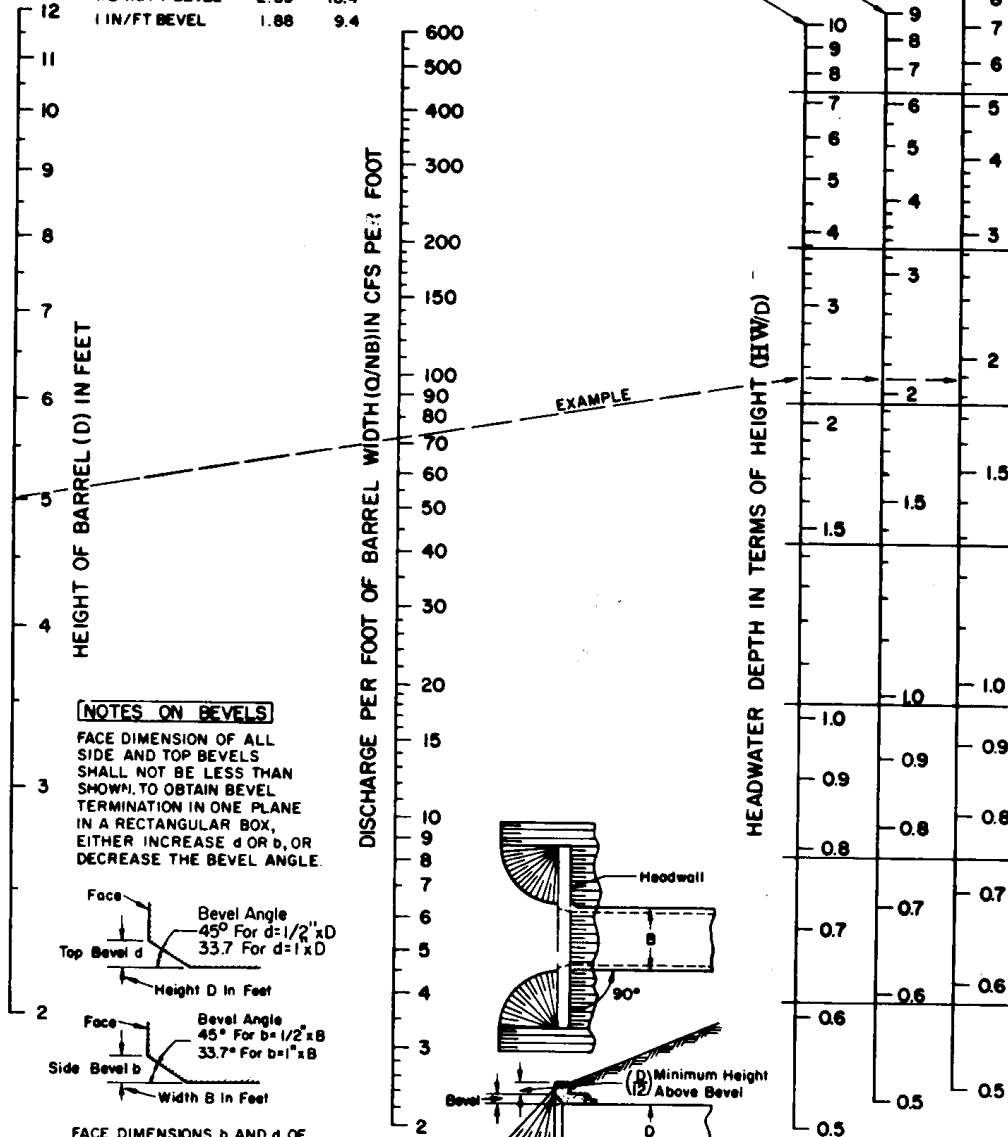 1 IN/FT BEVEL 1.88 9.4
12
11
10
9
8
7
6
5
4
3
2
HEIGHT OF BARREL (D) IN FEET
600
500
400
300
200
150
100
90
80
70
60
50
40
30
20
15
10
9
8
7
6
5
4
3
2
DISCHARGE PER FOOT OF BARREL WIDTH (Q/NB) IN CFS PER FOOT
EXAMPLE
HEADWATER DEPTH IN TERMS OF HEIGHT (HW/D)
10
9
8
7
6
5
4
3
2
1.5
1.0
0.9
0.8
0.7
0.6
0.5
9
8
7
6
5
4
3
2
1.5
1.0
0.9
0.8
0.7
0.6
0.5
7
6
5
4
3
2
1.5
1.0
0.9
0.8
0.7
0.6
0.5
NOTES ON BEVELS
FACE DIMENSION OF ALL
SIDE AND TOP BEVELS
SHALL NOT BE LESS THAN
SHOWN. TO OBTAIN BEVEL
TERMINATION IN ONE PLANE
IN A RECTANGULAR BOX,
EITHER INCREASE d OR b, OR
DECREASE THE BEVEL ANGLE.
Face
Bevel Angle
45° For d=1/2"xD
33.7 For d=1"xD
Top Bevel d
Height D In Feet
Face
Bevel Angle
45° For b=1/2"xB
33.7° For b=1"xB
Side Bevel b
Width B In Feet
FACE DIMENSIONS b AND d OF
Headwall
B
90°
(D/12) Minimum Height
Above Bevel
Bevel
D